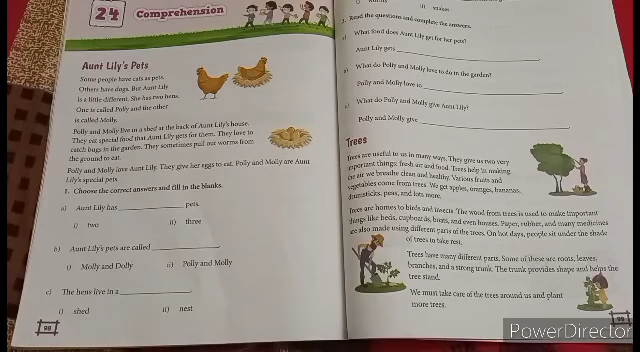 24 Comprehension
Aunt Lily's Pets
Some people have cats as pets.
Others have dogs. But Aunt Lily
is a little different. She has two hens.
One is called Polly and the other
is called Molly.
Polly and Molly live in a shed at the back of Aunt Lily's house.
They eat special food that Aunt Lily gets for them. They love to
catch bugs in the garden. They sometimes pull out worms from
the ground to eat.
Polly and Molly love Aunt Lily. They give her eggs to eat. Polly and Molly are Aunt
Lily's special pets.
1. Choose the correct answers and fill in the blanks.
a) Aunt Lily has ____________ pets.
i) two ii) three
b) Aunt Lily's pets are called ____________.
i) Molly and Dolly ii) Polly and Molly
c) The hens live in a ____________.
i) shed ii) nest
98
2. Read the questions and complete the answers.
What food does Aunt Lily get for her pets?
Aunt Lily gets ____________
What do Polly and Molly love to do in the garden?
Polly and Molly love to ____________
What do Polly and Molly give Aunt Lily?
Polly and Molly give ____________
Trees
Trees are useful to us in many ways. They give us two very
important things: fresh air and food. Trees help in making
the air we breathe clean and healthy. Various fruits and
vegetables come from trees. We get apples, oranges, bananas,
drumsticks, peas, and lots more.
Trees are homes to birds and insects. The wood from trees is used to make important
things like beds, cupboards, boats, and even houses. Paper, rubber, and many medicines
are also made using different parts of the trees. On hot days, people sit under the shade
of trees to take rest.
Trees have many different parts. Some of these are roots, leaves,
branches, and a strong trunk. The trunk provides shape and helps the
tree stand.
We must take care of the trees around us and plant
more trees.
99
PowerDirector